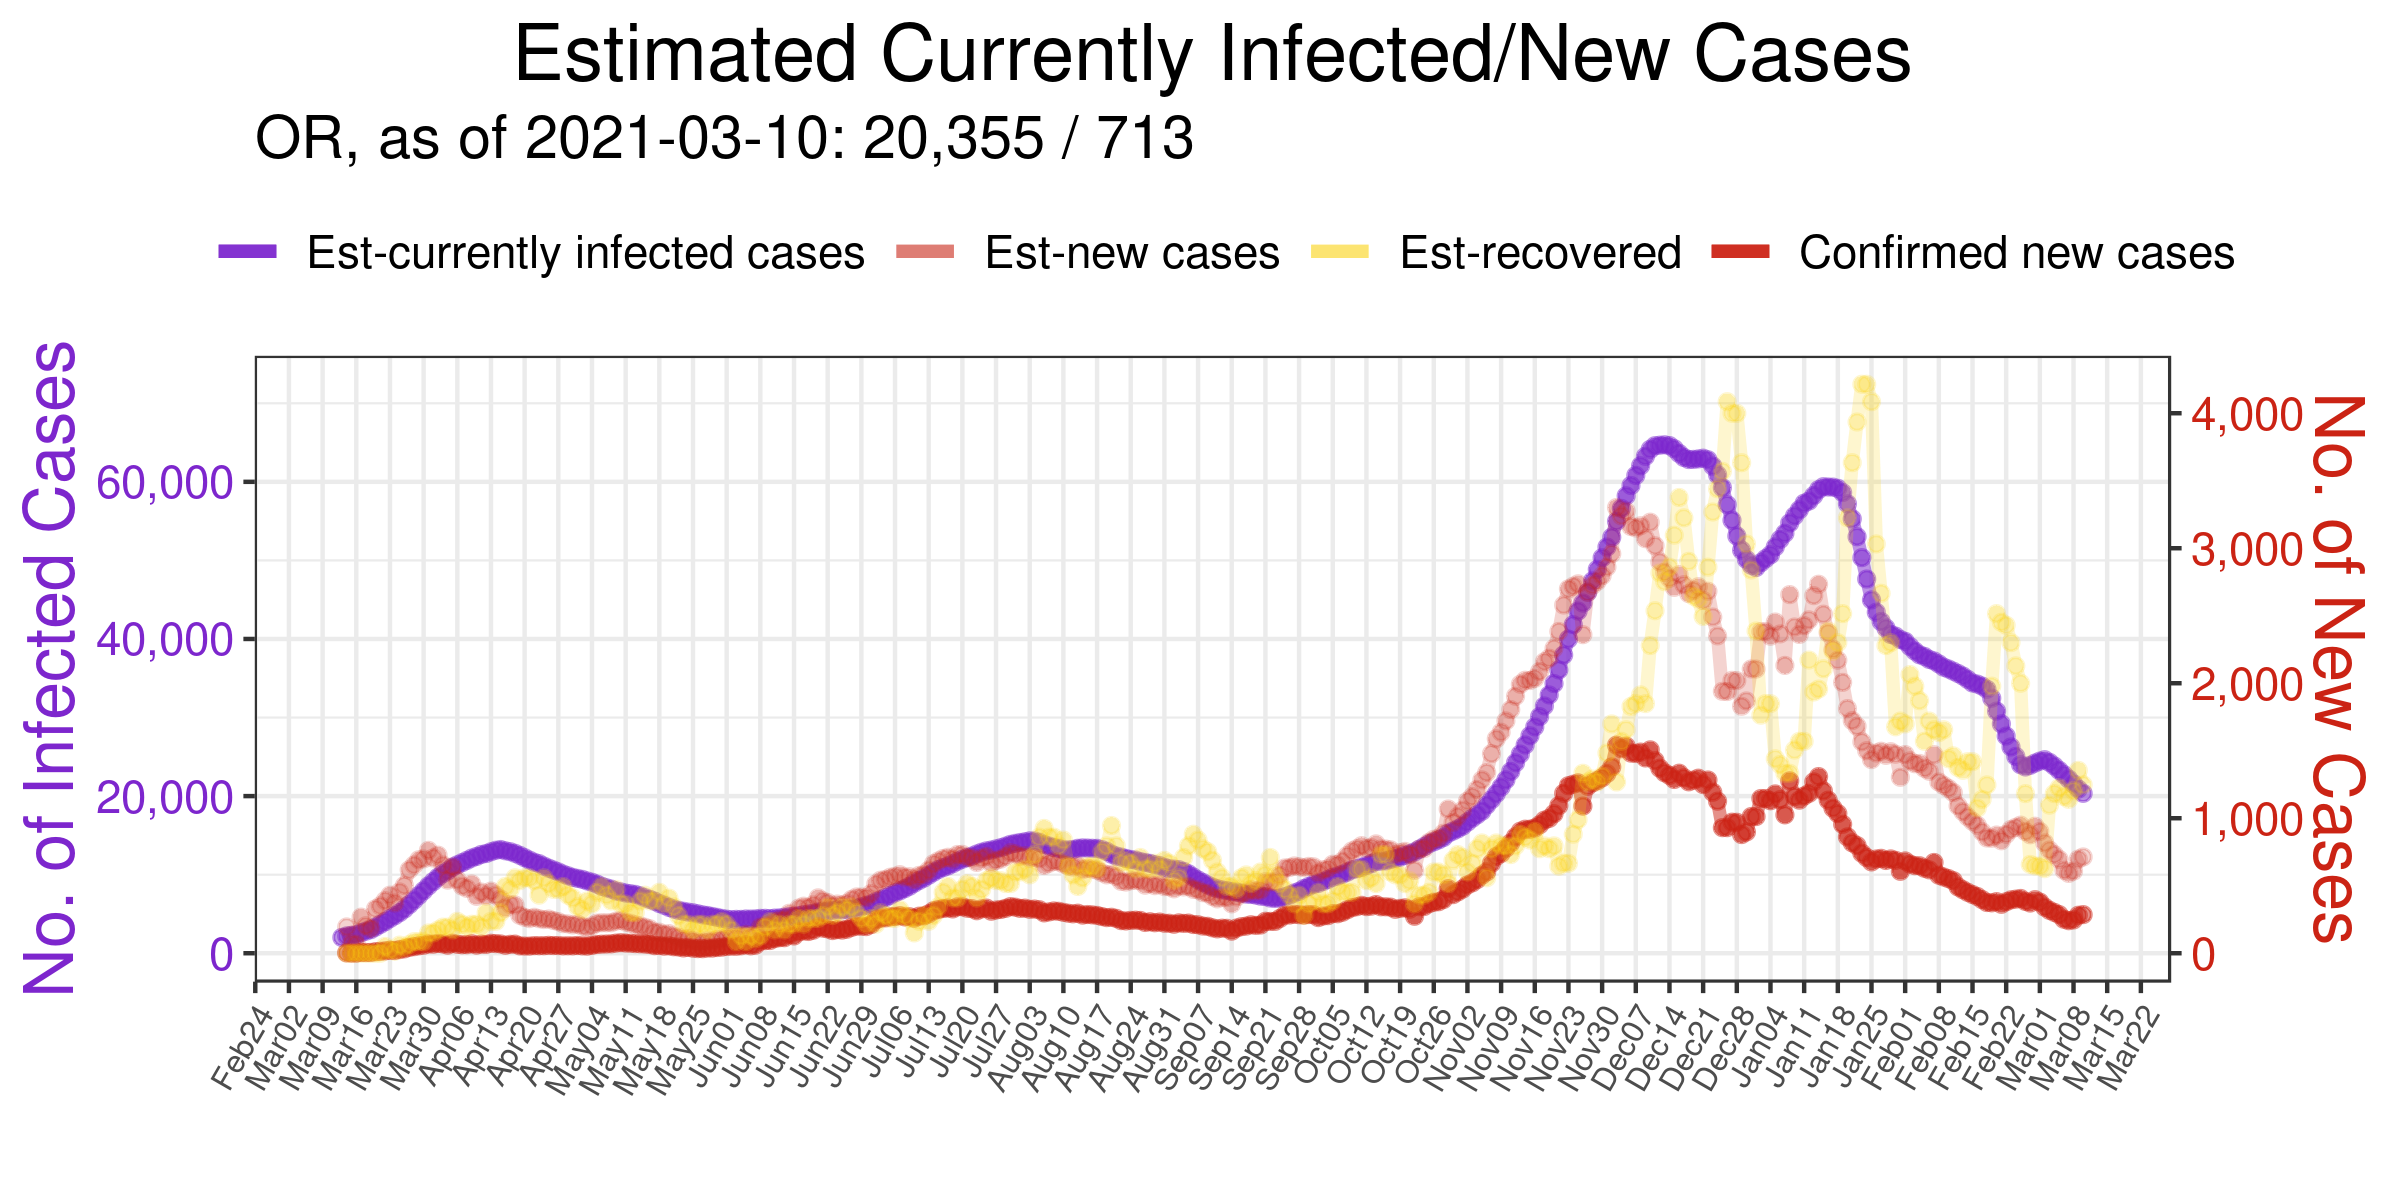 Estimated Currently Infected/New Cases
OR, as of 2021-03-10: 20,355 / 713
Est-currently infected cases Est-new cases Est-recovered Confirmed new cases
No. of Infected Cases
60,000
40,000
20,000
0
4,000
3,000
2,000
1,000
0
No. of New Cases
Feb24 Mar02 Mar09 Mar16 Mar23 Mar30 Apr06 Apr13 Apr20 Apr27 May04 May11 May18 May25 Jun01 Jun08 Jun15 Jun22 Jun29 Jul06 Jul13 Jul20 Jul27 Aug03 Aug10 Aug17 Aug24 Aug31 Sep07 Sep14 Sep21 Sep28 Oct05 Oct12 Oct19 Oct26 Nov02 Nov09 Nov16 Nov23 Nov30 Dec07 Dec14 Dec21 Dec28 Jan04 Jan11 Jan18 Jan25 Feb01 Feb08 Feb15 Feb22 Mar01 Mar08 Mar15 Mar22